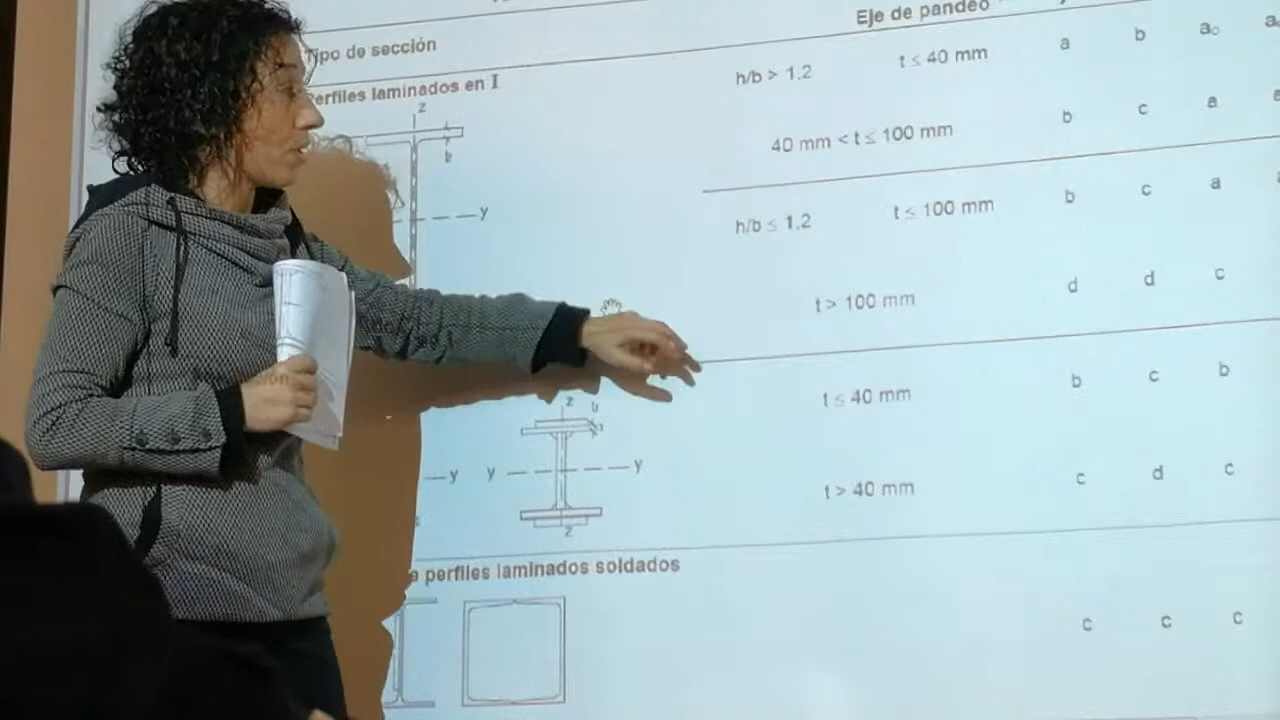 Eje de pandeo
Tipo de sección
Perfiles laminados en I
h/b > 1,2 t ≤ 40 mm a b a₀
40 mm < t ≤ 100 mm b c a
h/b ≤ 1,2 t ≤ 100 mm b c a
t > 100 mm d d c
z
y
t ≤ 40 mm b c b
z
y y y
z
t > 40 mm c d c
perfiles laminados soldados
c c c